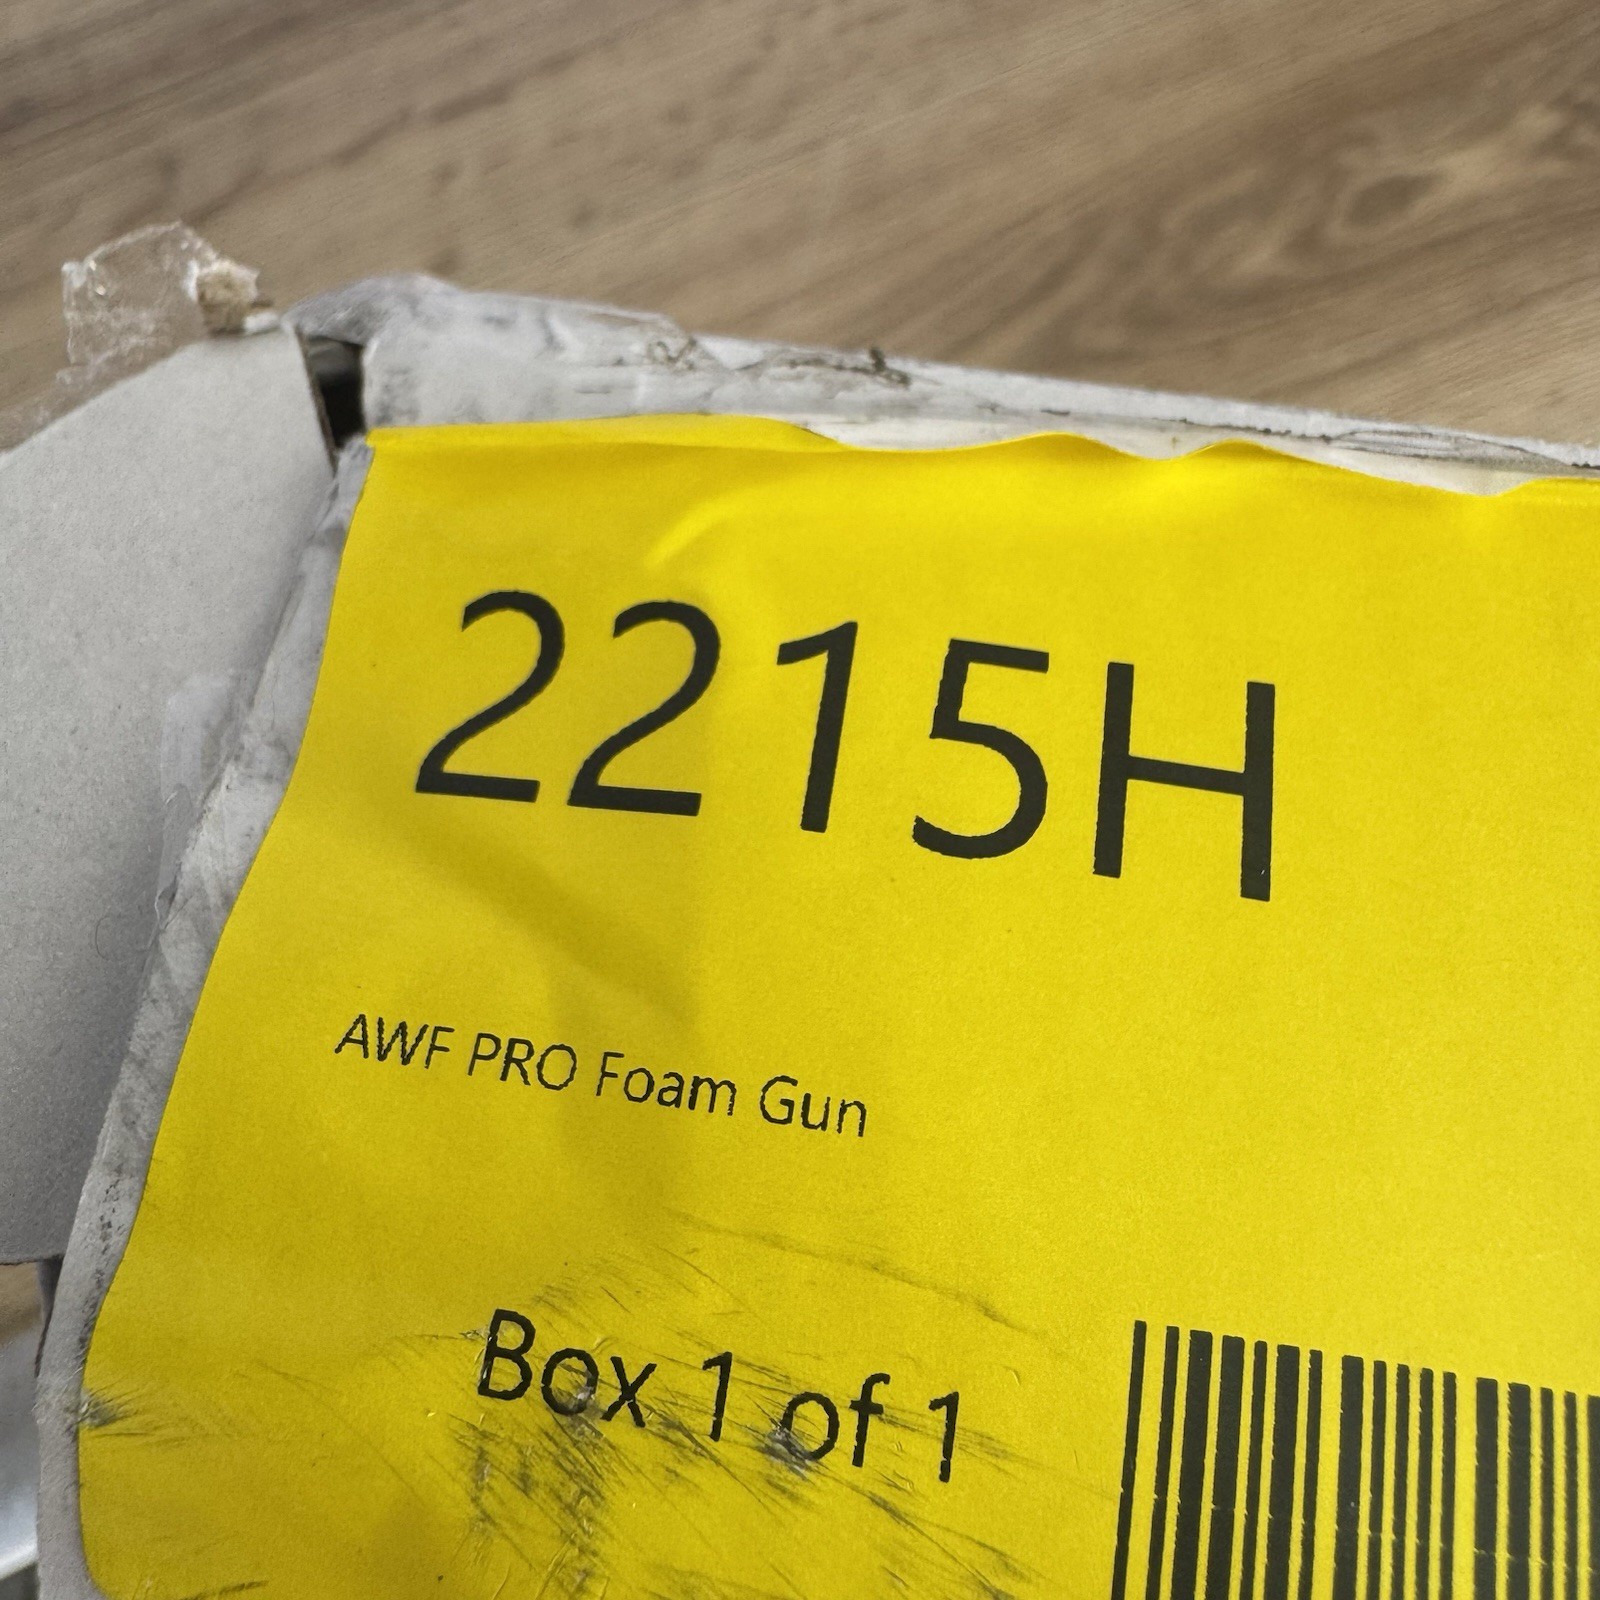 2215H
AWF PRO Foam Gun
Box 1 of 1